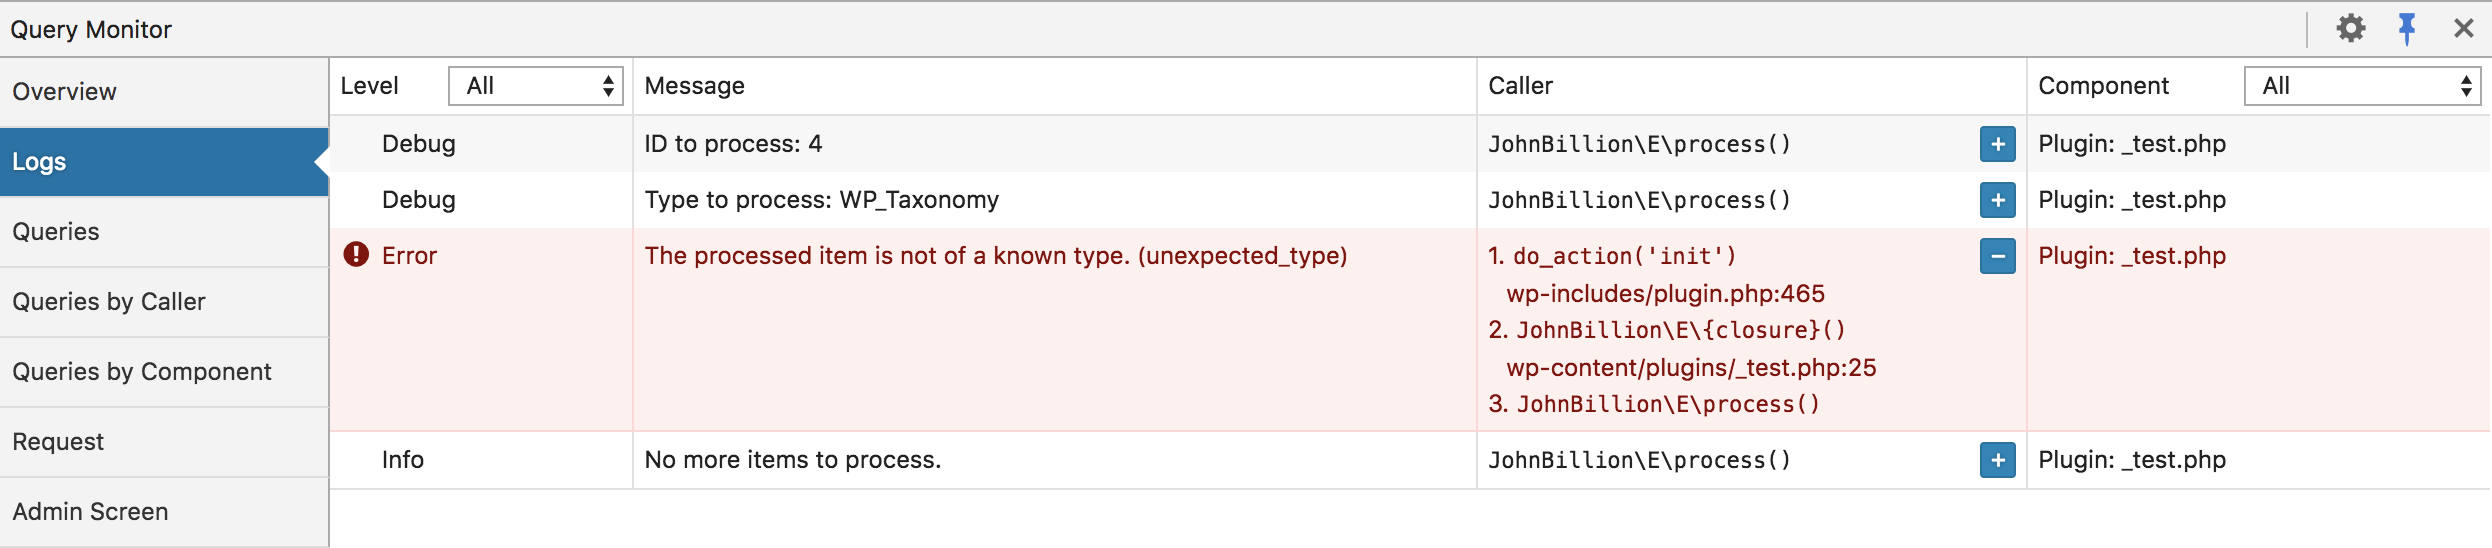 Query Monitor
Overview
Logs
Queries
Queries by Caller
Queries by Component
Request
Admin Screen
Level All Message Caller Component All
Debug ID to process: 4 JohnBillion\E\process() + Plugin: _test.php
Debug Type to process: WP_Taxonomy JohnBillion\E\process() + Plugin: _test.php
Error The processed item is not of a known type. (unexpected_type) 1. do_action('init') − Plugin: _test.php
wp-includes/plugin.php:465
2. JohnBillion\E\{closure}()
wp-content/plugins/_test.php:25
3. JohnBillion\E\process()
Info No more items to process. JohnBillion\E\process() + Plugin: _test.php